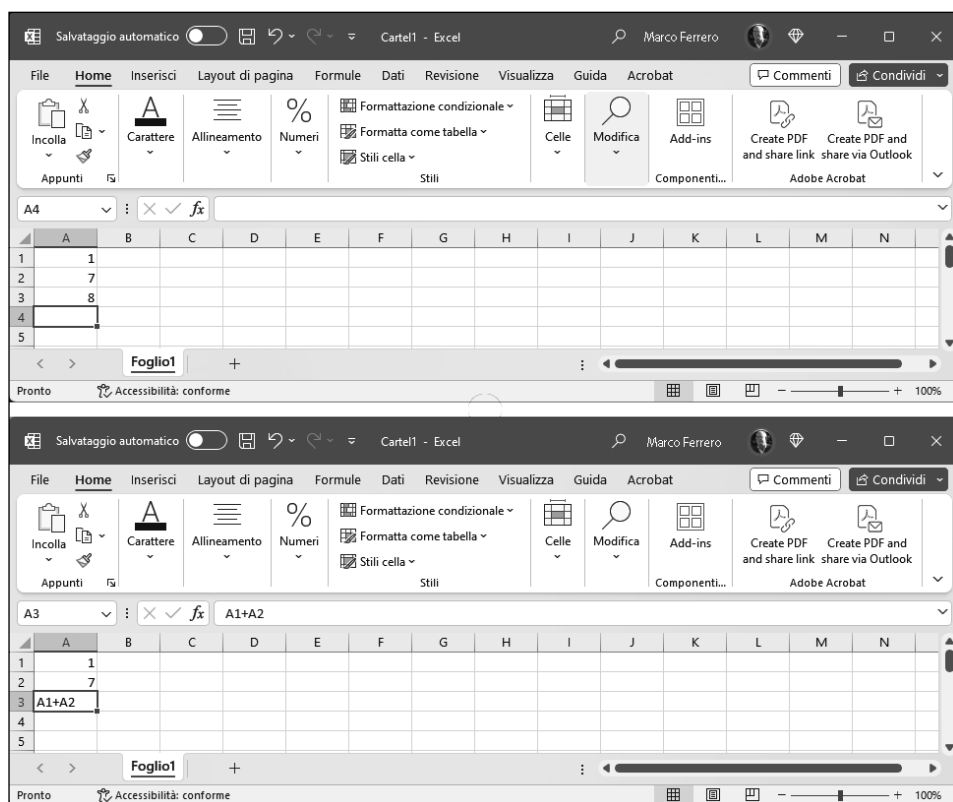 Salvataggio automatico Cartel1 - Excel Marco Ferrero
File Home Inserisci Layout di pagina Formule Dati Revisione Visualizza Guida Acrobat Commenti Condividi
Incolla Carattere Allineamento Numeri Formattazione condizionale Celle Modifica Add-ins Create PDF and share link Create PDF and share via Outlook
Formatta come tabella
Stili cella
Appunti Stili Componenti... Adobe Acrobat
A4 fx
A B C D E F G H I J K L M N
1 1
2 7
3 8
4
5
Foglio1 +
Pronto Accessibilità: conforme - + 100%
Salvataggio automatico Cartel1 - Excel Marco Ferrero
File Home Inserisci Layout di pagina Formule Dati Revisione Visualizza Guida Acrobat Commenti Condividi
Incolla Carattere Allineamento Numeri Formattazione condizionale Celle Modifica Add-ins Create PDF and share link Create PDF and share via Outlook
Formatta come tabella
Stili cella
Appunti Stili Componenti... Adobe Acrobat
A3 fx A1+A2
A B C D E F G H I J K L M N
1 1
2 7
3 A1+A2
4
5
Foglio1 +
Pronto Accessibilità: conforme - + 100%